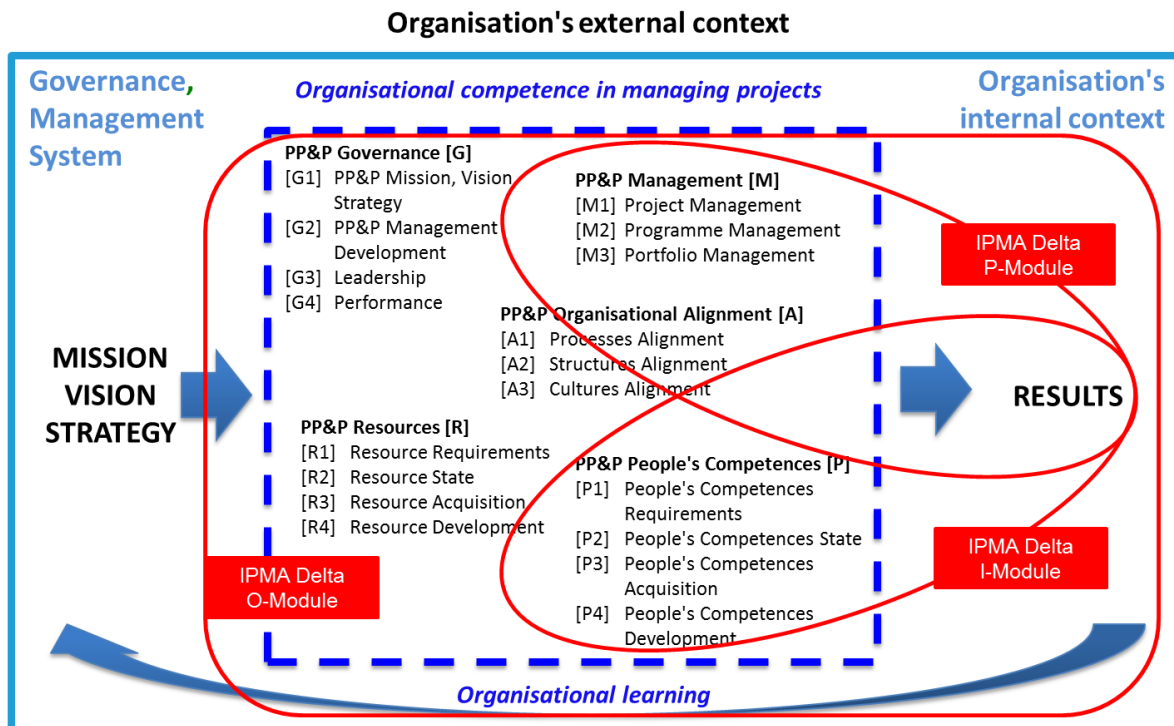 Organisation's external context
Governance,
Management
System
Organisational competence in managing projects
Organisation's
internal context
PP&P Governance [G]
[G1] PP&P Mission, Vision,
Strategy
[G2] PP&P Management
Development
[G3] Leadership
[G4] Performance
PP&P Management [M]
[M1] Project Management
[M2] Programme Management
[M3] Portfolio Management
IPMA Delta
P-Module
PP&P Organisational Alignment [A]
[A1] Processes Alignment
[A2] Structures Alignment
[A3] Cultures Alignment
MISSION
VISION
STRATEGY
RESULTS
PP&P Resources [R]
[R1] Resource Requirements
[R2] Resource State
[R3] Resource Acquisition
[R4] Resource Development
PP&P People's Competences [P]
[P1] People's Competences
Requirements
[P2] People's Competences State
[P3] People's Competences
Acquisition
[P4] People's Competences
Development
IPMA Delta
O-Module
IPMA Delta
I-Module
Organisational learning